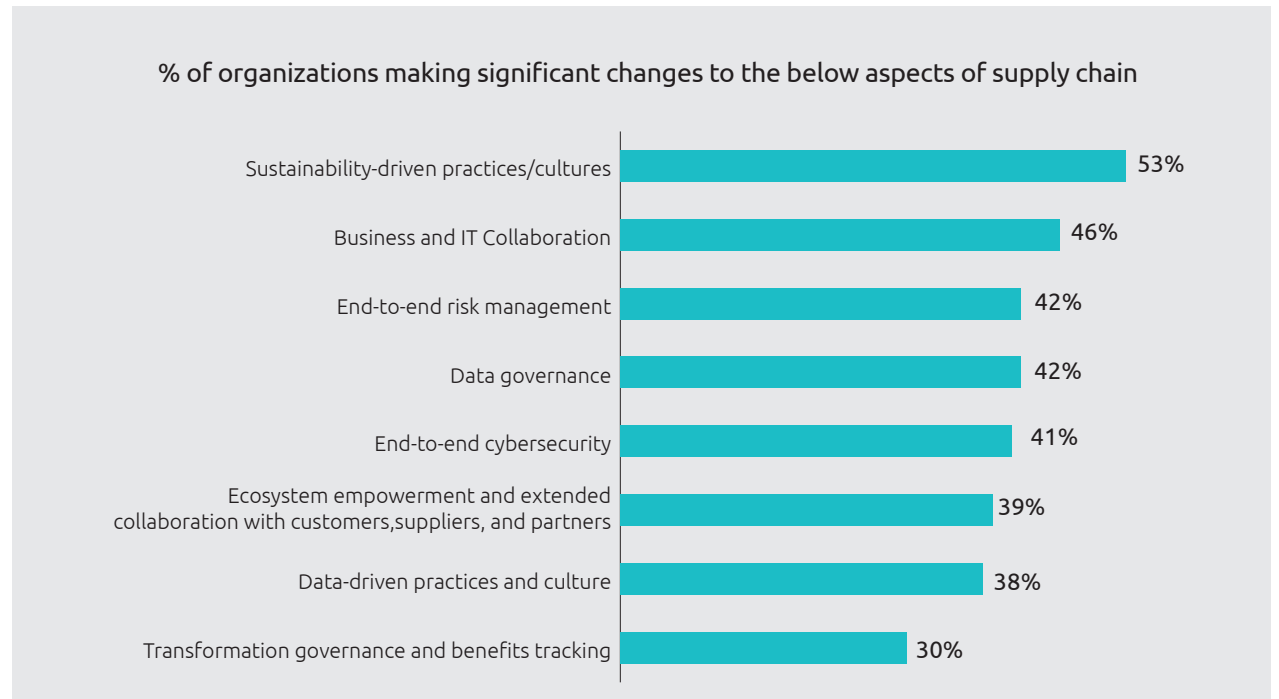 % of organizations making significant changes to the below aspects of supply chain
Sustainability-driven practices/cultures 53%
Business and IT Collaboration 46%
End-to-end risk management 42%
Data governance 42%
End-to-end cybersecurity 41%
Ecosystem empowerment and extended
collaboration with customers,suppliers, and partners 39%
Data-driven practices and culture 38%
Transformation governance and benefits tracking 30%